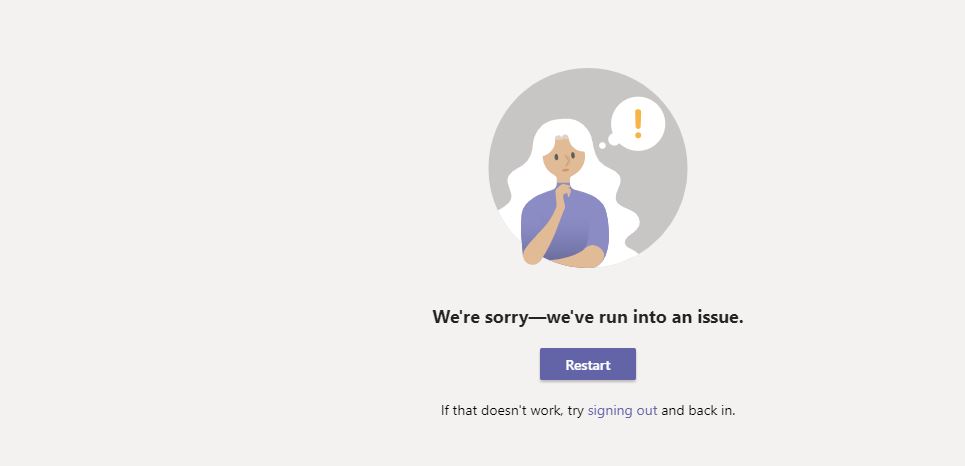 !
We're sorry—we've run into an issue.
Restart
If that doesn't work, try signing out and back in.